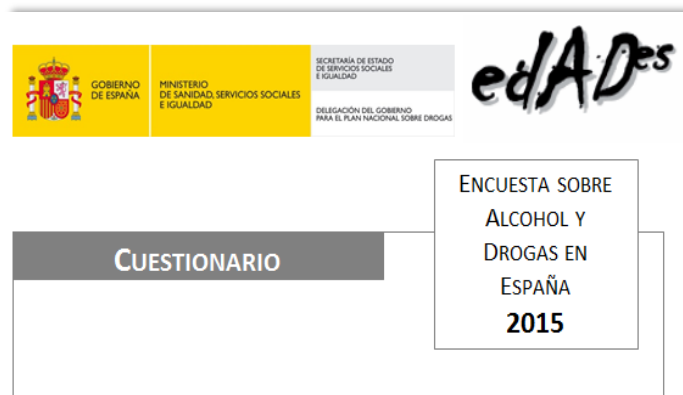 GOBIERNO
DE ESPAÑA
MINISTERIO
DE SANIDAD, SERVICIOS SOCIALES
E IGUALDAD
SECRETARÍA DE ESTADO
DE SERVICIOS SOCIALES
E IGUALDAD
DELEGACIÓN DEL GOBIERNO
PARA EL PLAN NACIONAL SOBRE DROGAS
edADes
ENCUESTA SOBRE
ALCOHOL Y
DROGAS EN
ESPAÑA
2015
CUESTIONARIO